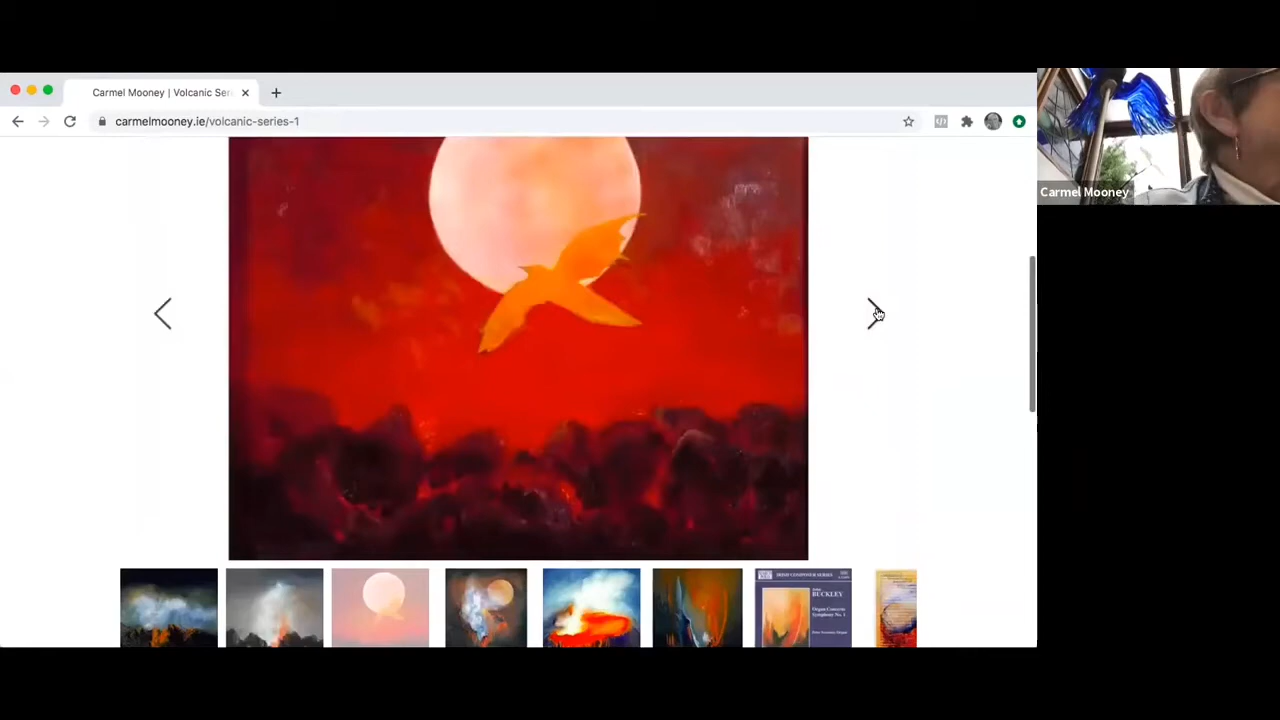 Carmel Mooney | Volcanic Seri
carmelmooney.ie/volcanic-series-1
Carmel Mooney
IRISH COMPOSER SERIES
BUCKLEY
Organ Concerto
Symphony No. 1